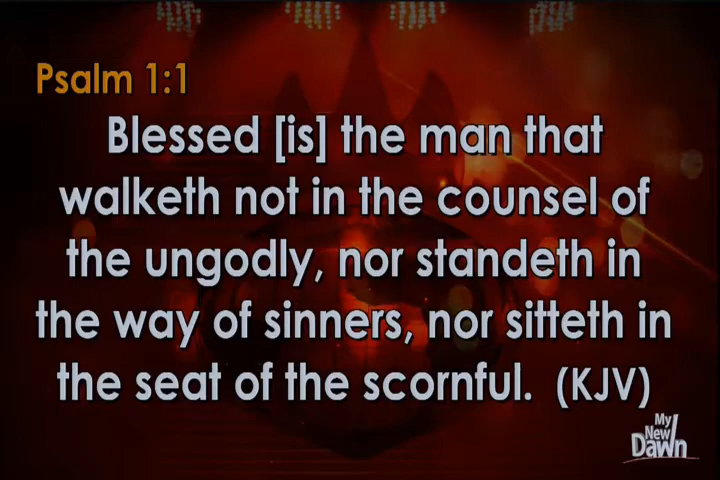 Psalm 1:1
Blessed [is] the man that
walketh not in the counsel of
the ungodly, nor standeth in
the way of sinners, nor sitteth in
the seat of the scornful. (KJV)
My
New
Dawn